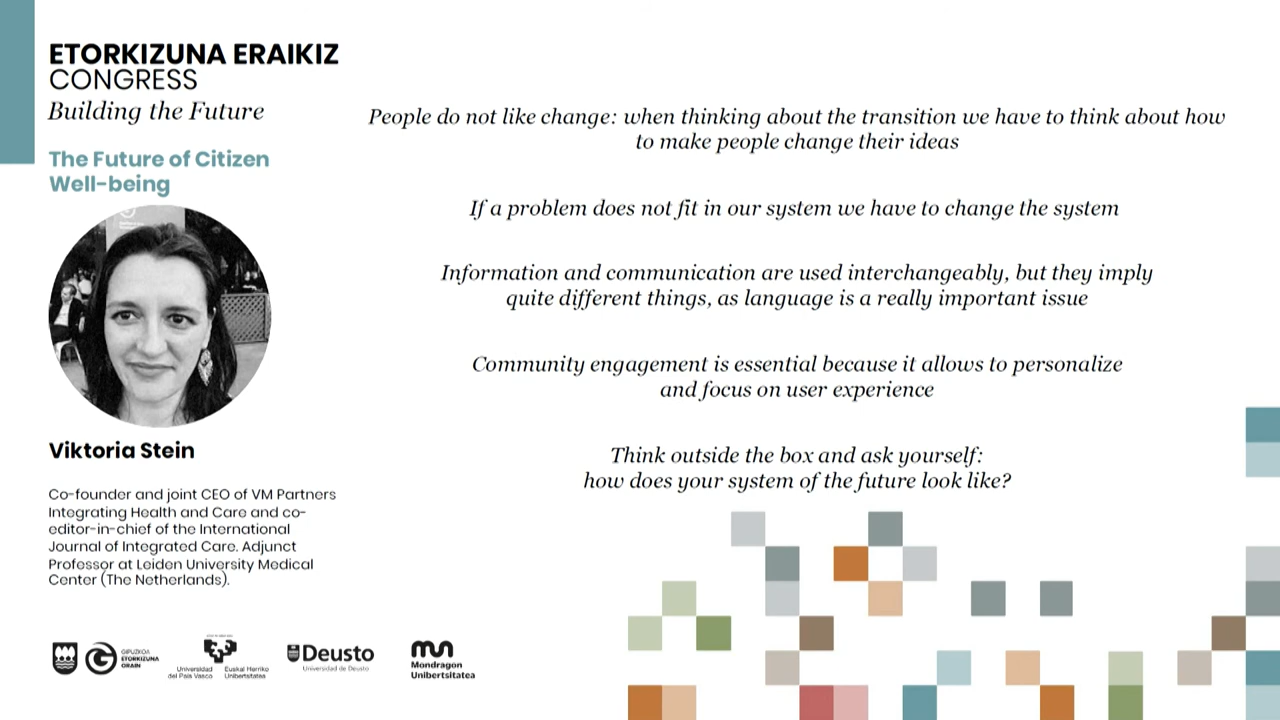 ETORKIZUNA ERAIKIZ
CONGRESS
Building the Future
The Future of Citizen
Well-being
Viktoria Stein
Co-founder and joint CEO of VM Partners
Integrating Health and Care and co-
editor-in-chief of the International
Journal of Integrated Care. Adjunct
Professor at Leiden University Medical
Center (The Netherlands).
People do not like change: when thinking about the transition we have to think about how
to make people change their ideas
If a problem does not fit in our system we have to change the system
Information and communication are used interchangeably, but they imply
quite different things, as language is a really important issue
Community engagement is essential because it allows to personalize
and focus on user experience
Think outside the box and ask yourself:
how does your system of the future look like?
GIPUZKOA
ETORKIZUNA
ORAIN
Universidad
del País Vasco
Euskal Herriko
Unibertsitatea
Deusto
Universidad de Deusto
Mondragon
Unibertsitatea